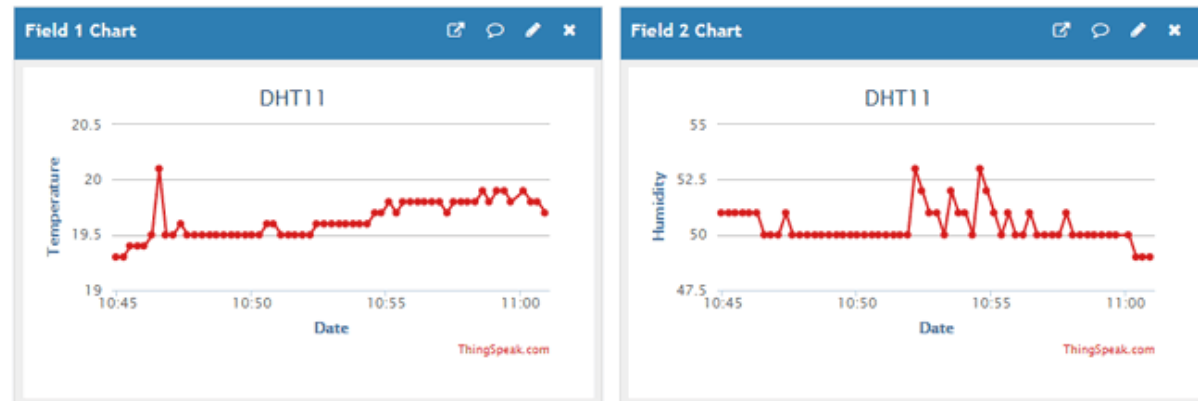 Field 1 Chart
DHT11
20.5
20
19.5
19
Temperature
10:45 10:50 10:55 11:00
Date
ThingSpeak.com
Field 2 Chart
DHT11
55
52.5
50
47.5
Humidity
10:45 10:50 10:55 11:00
Date
ThingSpeak.com